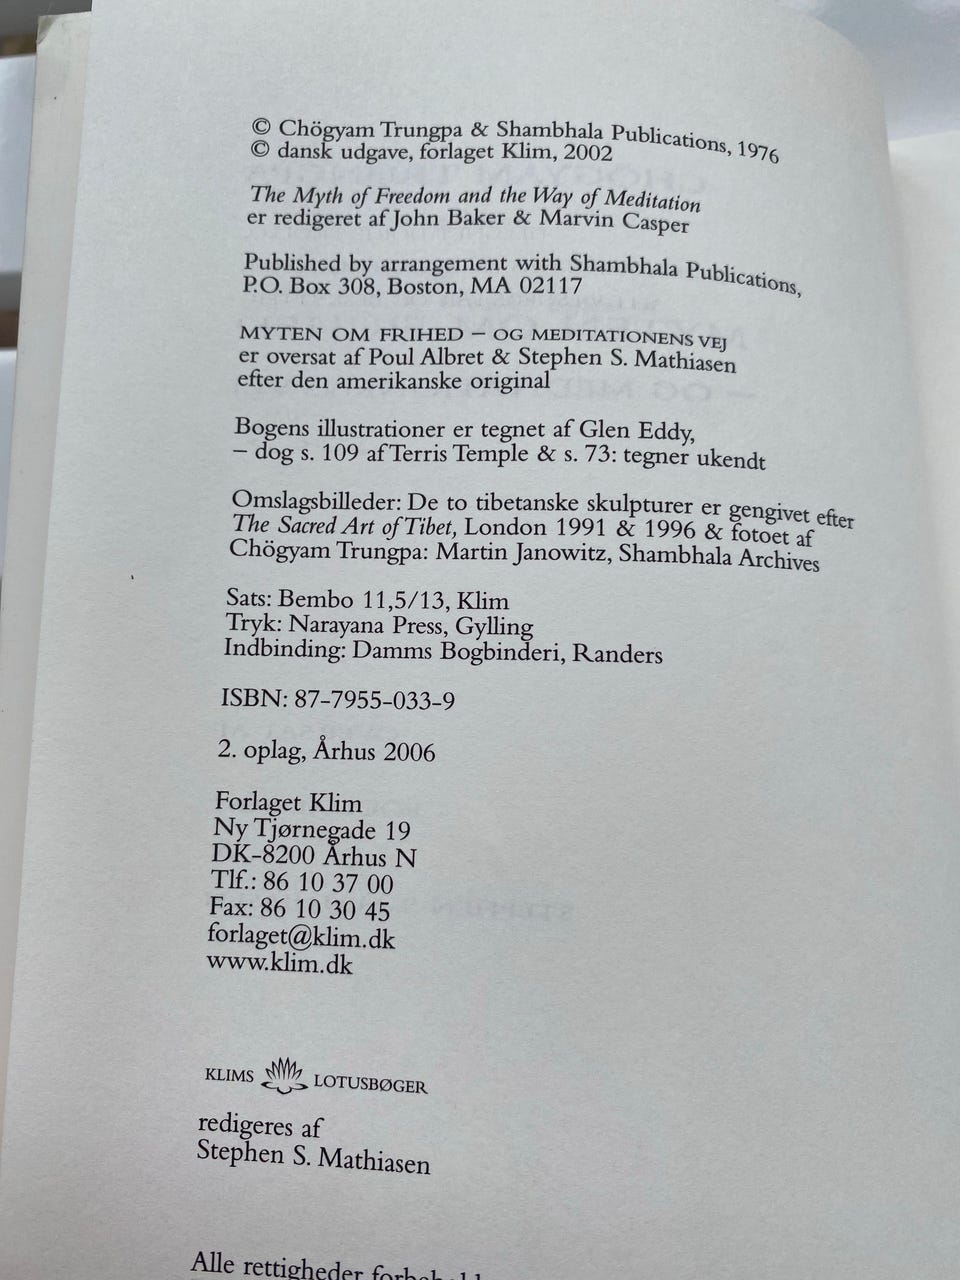 © Chögyam Trungpa & Shambhala Publications, 1976
© dansk udgave, forlaget Klim, 2002
The Myth of Freedom and the Way of Meditation
er redigeret af John Baker & Marvin Casper
Published by arrangement with Shambhala Publications,
P.O. Box 308, Boston, MA 02117
MYTEN OM FRIHED – OG MEDITATIONENS VEJ
er oversat af Poul Albret & Stephen S. Mathiasen
efter den amerikanske original
Bogens illustrationer er tegnet af Glen Eddy,
– dog s. 109 af Terris Temple & s. 73: tegner ukendt
Omslagsbilleder: De to tibetanske skulpturer er gengivet efter
The Sacred Art of Tibet, London 1991 & 1996 & fotoet af
Chögyam Trungpa: Martin Janowitz, Shambhala Archives
Sats: Bembo 11,5/13, Klim
Tryk: Narayana Press, Gylling
Indbinding: Damms Bogbinderi, Randers
ISBN: 87-7955-033-9
2. oplag, Århus 2006
Forlaget Klim
Ny Tjørnegade 19
DK-8200 Århus N
Tlf.: 86 10 37 00
Fax: 86 10 30 45
forlaget@klim.dk
www.klim.dk
KLIMS LOTUSBØGER
redigeres af
Stephen S. Mathiasen
Alle rettigheder